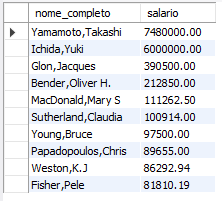 nome_completo salario
Yamamoto,Takashi 7480000.00
Ichida,Yuki 6000000.00
Glon,Jacques 390500.00
Bender,Oliver H. 212850.00
MacDonald,Mary S 111262.50
Sutherland,Claudia 100914.00
Young,Bruce 97500.00
Papadopoulos,Chris 89655.00
Weston,K.J 86292.94
Fisher,Pele 81810.19